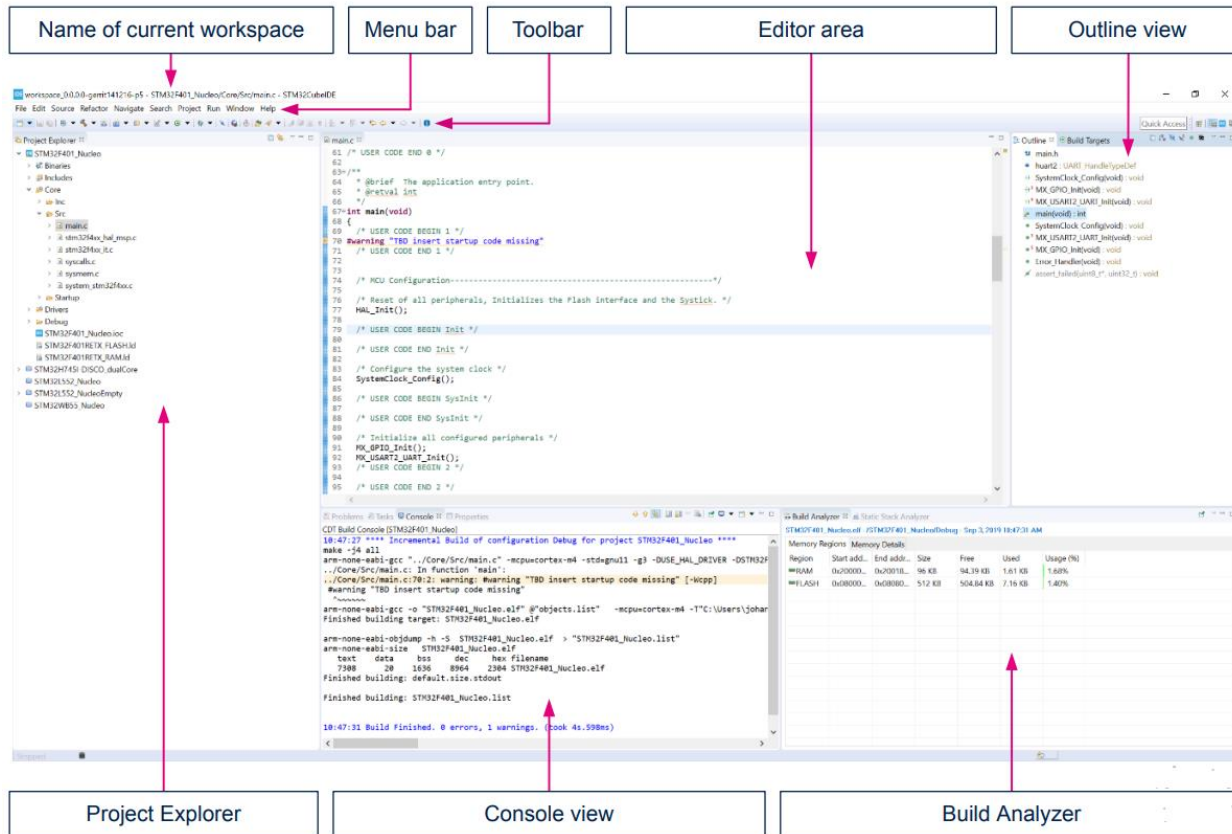 Name of current workspace
Menu bar
Toolbar
Editor area
Outline view
workspace_0.0.0-gerrit141216-p5 - STM32F401_Nucleo/Core/Src/main.c - STM32CubeIDE
File Edit Source Refactor Navigate Search Project Run Window Help
Quick Access
Project Explorer
STM32F401_Nucleo
Binaries
Includes
Core
Inc
Src
main.c
stm32f4xx_hal_msp.c
stm32f4xx_it.c
syscalls.c
sysmem.c
system_stm32f4xx.c
Startup
Drivers
Debug
STM32F401_Nucleo.ioc
STM32F401RETX_FLASH.ld
STM32F401RETX_RAM.ld
STM32H745I-DISCO_dualCore
STM32L552_Nucleo
STM32L552_NucleoEmpty
STM32WB55_Nucleo
main.c
61 /* USER CODE END 0 */
62
63 /**
64 * @brief The application entry point.
65 * @retval int
66 */
67 int main(void)
68 {
69 /* USER CODE BEGIN 1 */
70 #warning "TBD insert startup code missing"
71 /* USER CODE END 1 */
72
73
74 /* MCU Configuration--------------------------------------------------------*/
75
76 /* Reset of all peripherals, Initializes the Flash interface and the Systick. */
77 HAL_Init();
78
79 /* USER CODE BEGIN Init */
80
81 /* USER CODE END Init */
82
83 /* Configure the system clock */
84 SystemClock_Config();
85
86 /* USER CODE BEGIN SysInit */
87
88 /* USER CODE END SysInit */
89
90 /* Initialize all configured peripherals */
91 MX_GPIO_Init();
92 MX_USART2_UART_Init();
93 /* USER CODE BEGIN 2 */
94
95 /* USER CODE END 2 */
Outline Build Targets
main.h
huart2 : UART_HandleTypeDef
SystemClock_Config(void) : void
MX_GPIO_Init(void) : void
MX_USART2_UART_Init(void) : void
main(void) : int
SystemClock_Config(void) : void
MX_USART2_UART_Init(void) : void
MX_GPIO_Init(void) : void
Error_Handler(void) : void
assert_failed(uint8_t*, uint32_t) : void
Problems Tasks Console Properties
CDT Build Console [STM32F401_Nucleo]
10:47:27 **** Incremental Build of configuration Debug for project STM32F401_Nucleo ****
make -j4 all
arm-none-eabi-gcc "../Core/Src/main.c" -mcpu=cortex-m4 -std=gnu11 -g3 -DUSE_HAL_DRIVER -DSTM32F
../Core/Src/main.c: In function 'main':
../Core/Src/main.c:70:2: warning: #warning "TBD insert startup code missing" [-Wcpp]
#warning "TBD insert startup code missing"
^~~~~~~
arm-none-eabi-gcc -o "STM32F401_Nucleo.elf" @"objects.list" -mcpu=cortex-m4 -T"C:\Users\johan
Finished building target: STM32F401_Nucleo.elf
arm-none-eabi-objdump -h -S STM32F401_Nucleo.elf > "STM32F401_Nucleo.list"
arm-none-eabi-size STM32F401_Nucleo.elf
text data bss dec hex filename
7308 20 1636 8964 2304 STM32F401_Nucleo.elf
Finished building: default.size.stdout
Finished building: STM32F401_Nucleo.list
10:47:31 Build Finished. 0 errors, 1 warnings. (took 4s.598ms)
Build Analyzer Static Stack Analyzer
STM32F401_Nucleo.elf - /STM32F401_Nucleo/Debug - Sep 3, 2019 10:47:31 AM
Memory Regions Memory Details
Region Start add... End addr... Size Free Used Usage (%)
RAM 0x20000... 0x20018... 96 KB 94.39 KB 1.61 KB 1.68%
FLASH 0x08000... 0x08080... 512 KB 504.84 KB 7.16 KB 1.40%
Stopped
Project Explorer
Console view
Build Analyzer